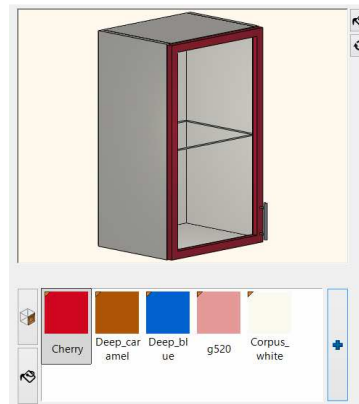 Cherry
Deep_car
amel
Deep_bl
ue
g520
Corpus_
white